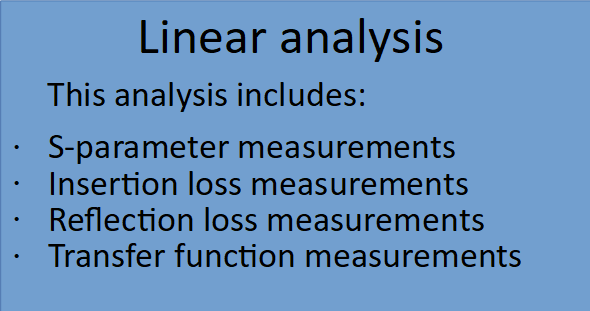 Linear analysis
This analysis includes:
· S-parameter measurements
· Insertion loss measurements
· Reflection loss measurements
· Transfer function measurements